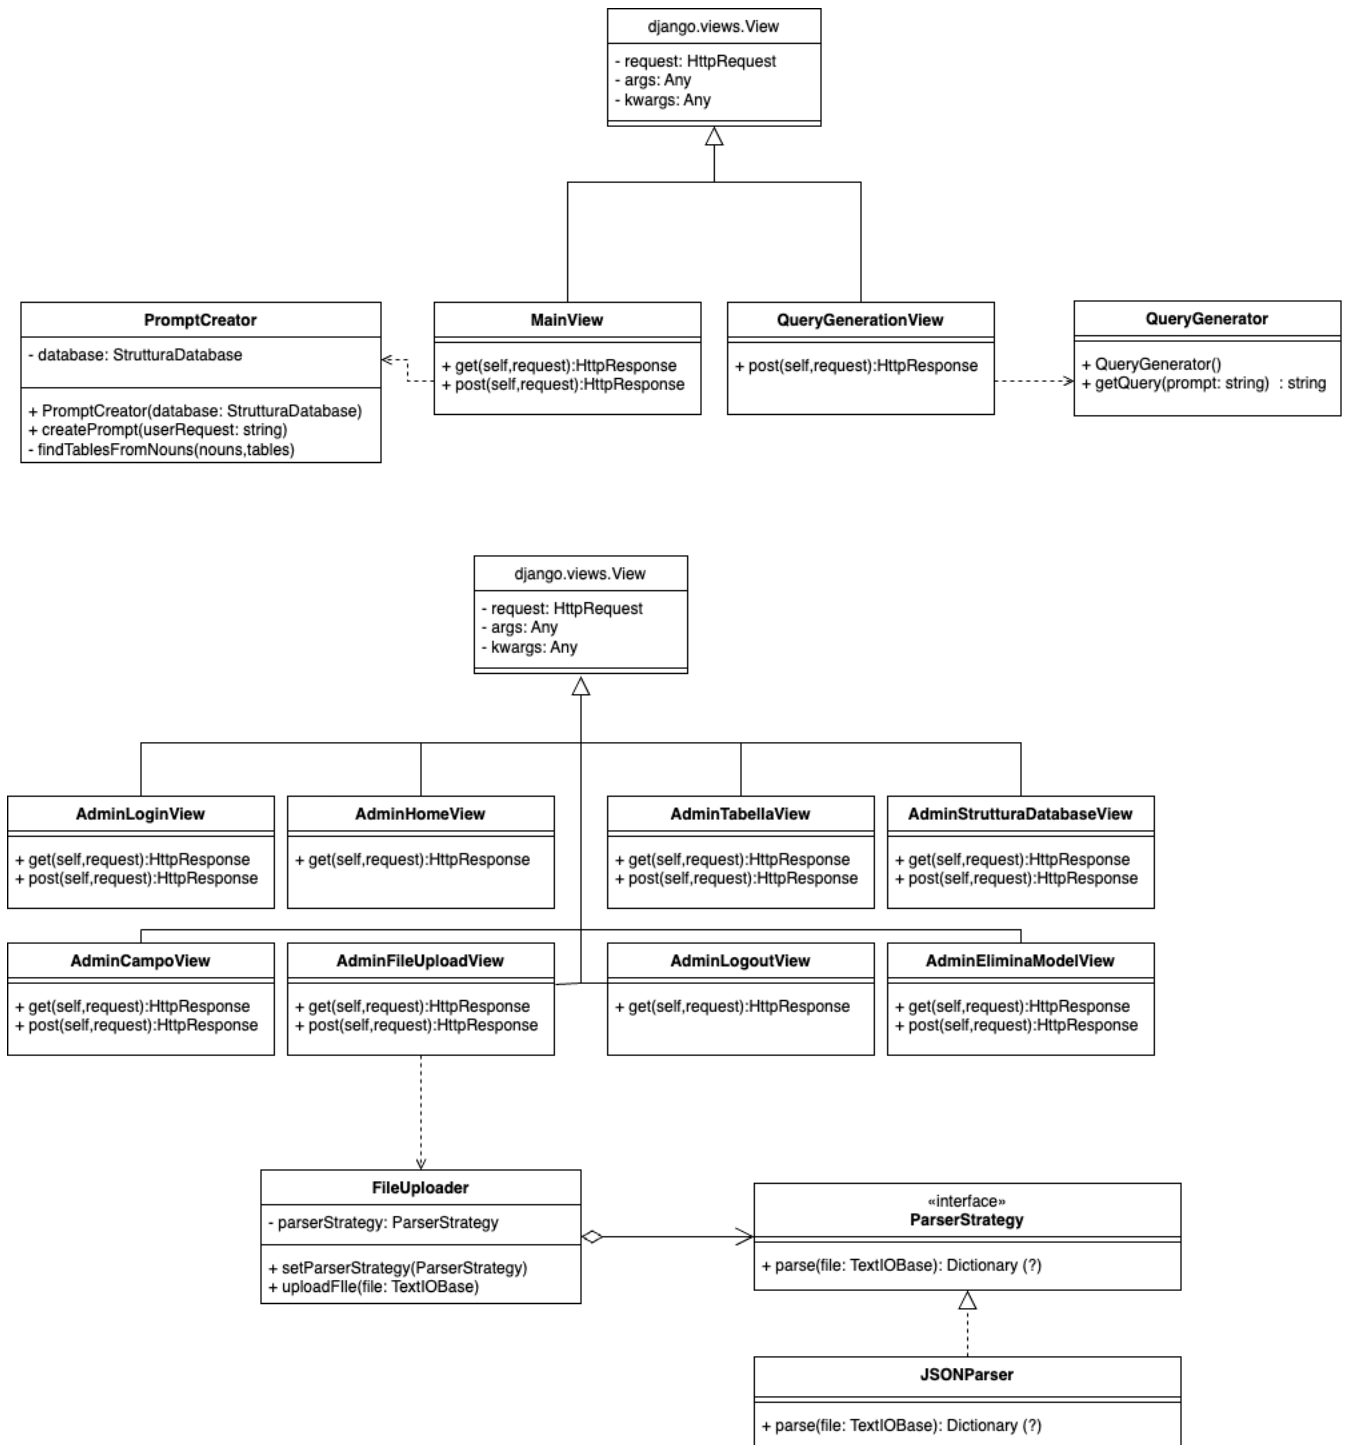 django.views.View
- request: HttpRequest
- args: Any
- kwargs: Any
PromptCreator
- database: StrutturaDatabase
+ PromptCreator(database: StrutturaDatabase)
+ createPrompt(userRequest: string)
- findTablesFromNouns(nouns,tables)
MainView
+ get(self,request):HttpResponse
+ post(self,request):HttpResponse
QueryGenerationView
+ post(self,request):HttpResponse
QueryGenerator
+ QueryGenerator()
+ getQuery(prompt: string) : string
django.views.View
- request: HttpRequest
- args: Any
- kwargs: Any
AdminLoginView
+ get(self,request):HttpResponse
+ post(self,request):HttpResponse
AdminHomeView
+ get(self,request):HttpResponse
AdminTabellaView
+ get(self,request):HttpResponse
+ post(self,request):HttpResponse
AdminStrutturaDatabaseView
+ get(self,request):HttpResponse
+ post(self,request):HttpResponse
AdminCampoView
+ get(self,request):HttpResponse
+ post(self,request):HttpResponse
AdminFileUploadView
+ get(self,request):HttpResponse
+ post(self,request):HttpResponse
AdminLogoutView
+ get(self,request):HttpResponse
AdminEliminaModelView
+ get(self,request):HttpResponse
+ post(self,request):HttpResponse
FileUploader
- parserStrategy: ParserStrategy
+ setParserStrategy(ParserStrategy)
+ uploadFIle(file: TextIOBase)
«interface»
ParserStrategy
+ parse(file: TextIOBase): Dictionary (?)
JSONParser
+ parse(file: TextIOBase): Dictionary (?)